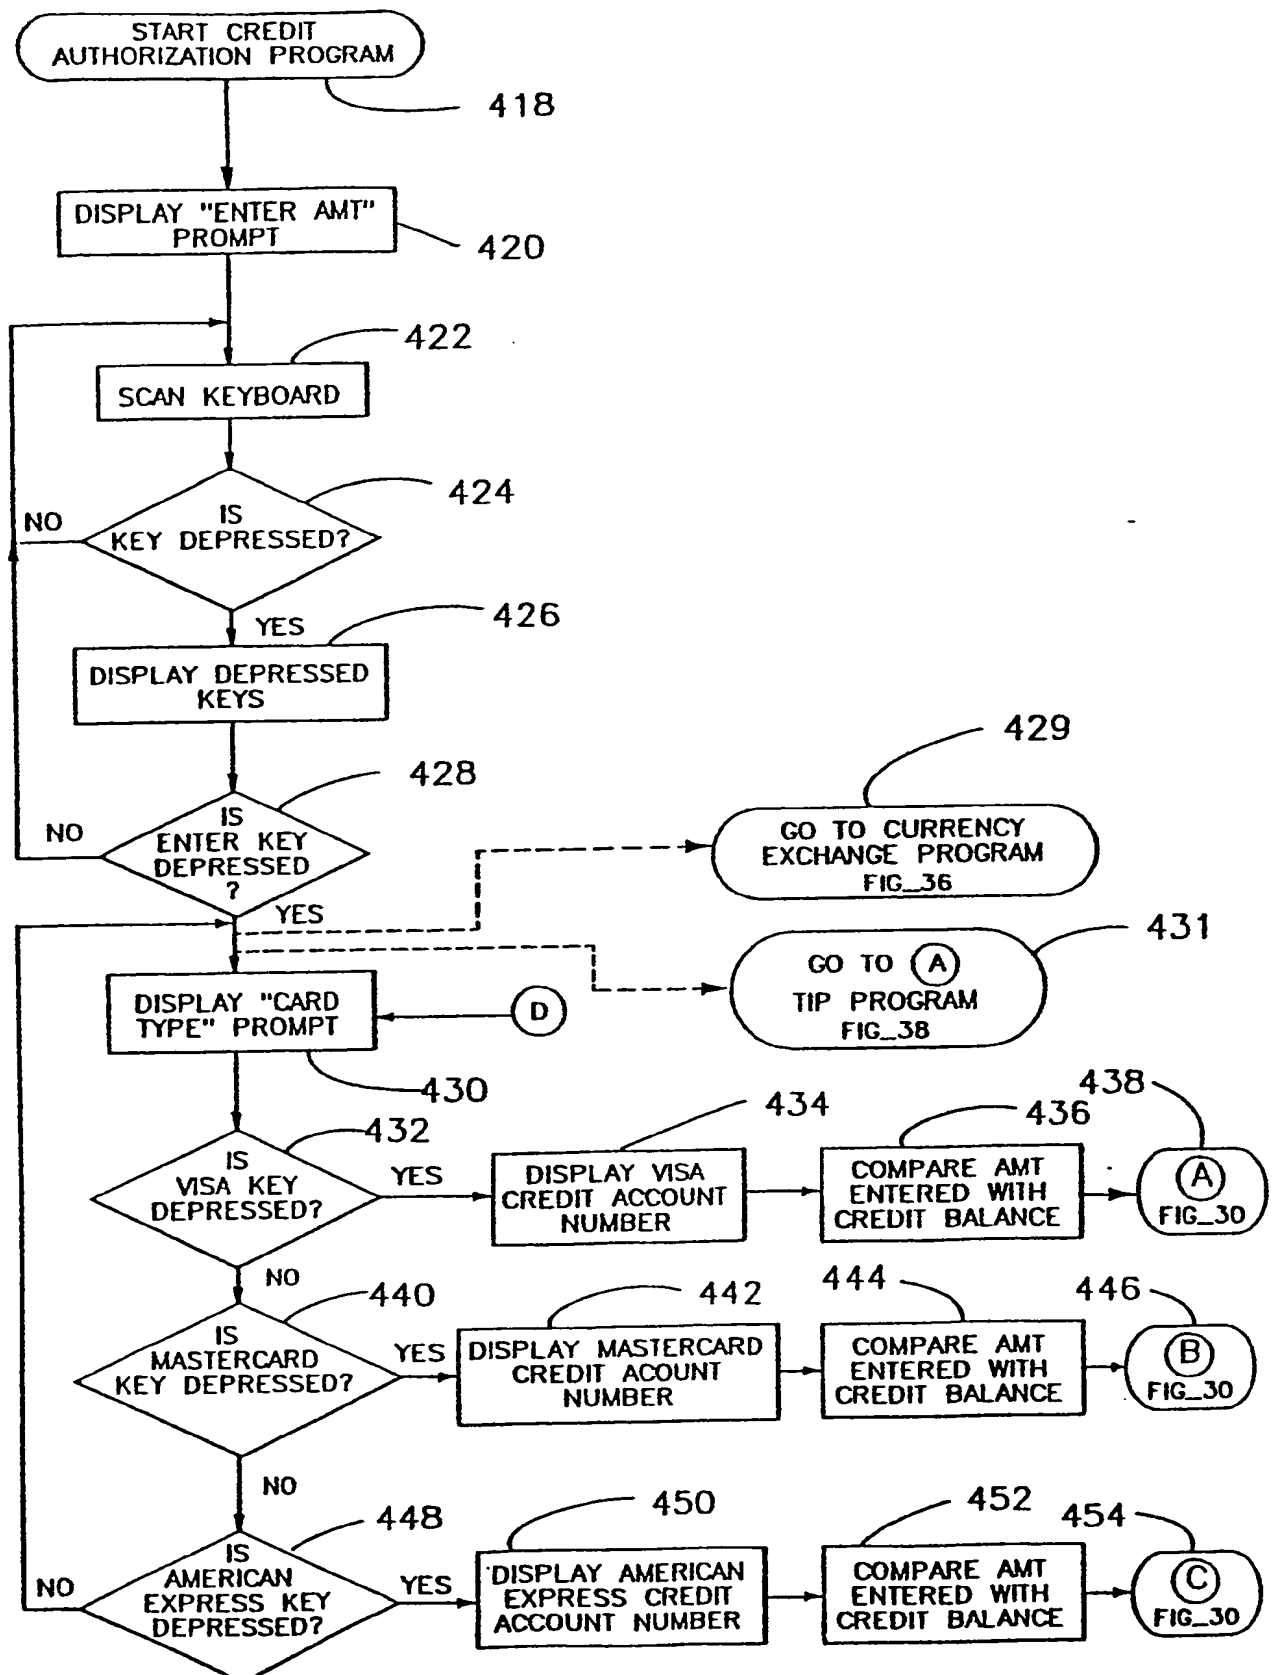 START CREDIT
AUTHORIZATION PROGRAM
418
DISPLAY "ENTER AMT"
PROMPT
420
422
SCAN KEYBOARD
424
IS
KEY DEPRESSED?
NO
YES
426
DISPLAY DEPRESSED
KEYS
428
IS
ENTER KEY
DEPRESSED
?
NO
YES
429
GO TO CURRENCY
EXCHANGE PROGRAM
FIG_36
431
GO TO A
TIP PROGRAM
FIG_38
DISPLAY "CARD
TYPE" PROMPT
D
430
432
IS
VISA KEY
DEPRESSED?
YES
434
DISPLAY VISA
CREDIT ACCOUNT
NUMBER
436
COMPARE AMT
ENTERED WITH
CREDIT BALANCE
438
A
FIG_30
NO
440
IS
MASTERCARD
KEY DEPRESSED?
YES
442
DISPLAY MASTERCARD
CREDIT ACOUNT
NUMBER
444
COMPARE AMT
ENTERED WITH
CREDIT BALANCE
446
B
FIG_30
NO
448
IS
AMERICAN
EXPRESS KEY
DEPRESSED?
NO
YES
450
DISPLAY AMERICAN
EXPRESS CREDIT
ACCOUNT NUMBER
452
COMPARE AMT
ENTERED WITH
CREDIT BALANCE
454
C
FIG_30